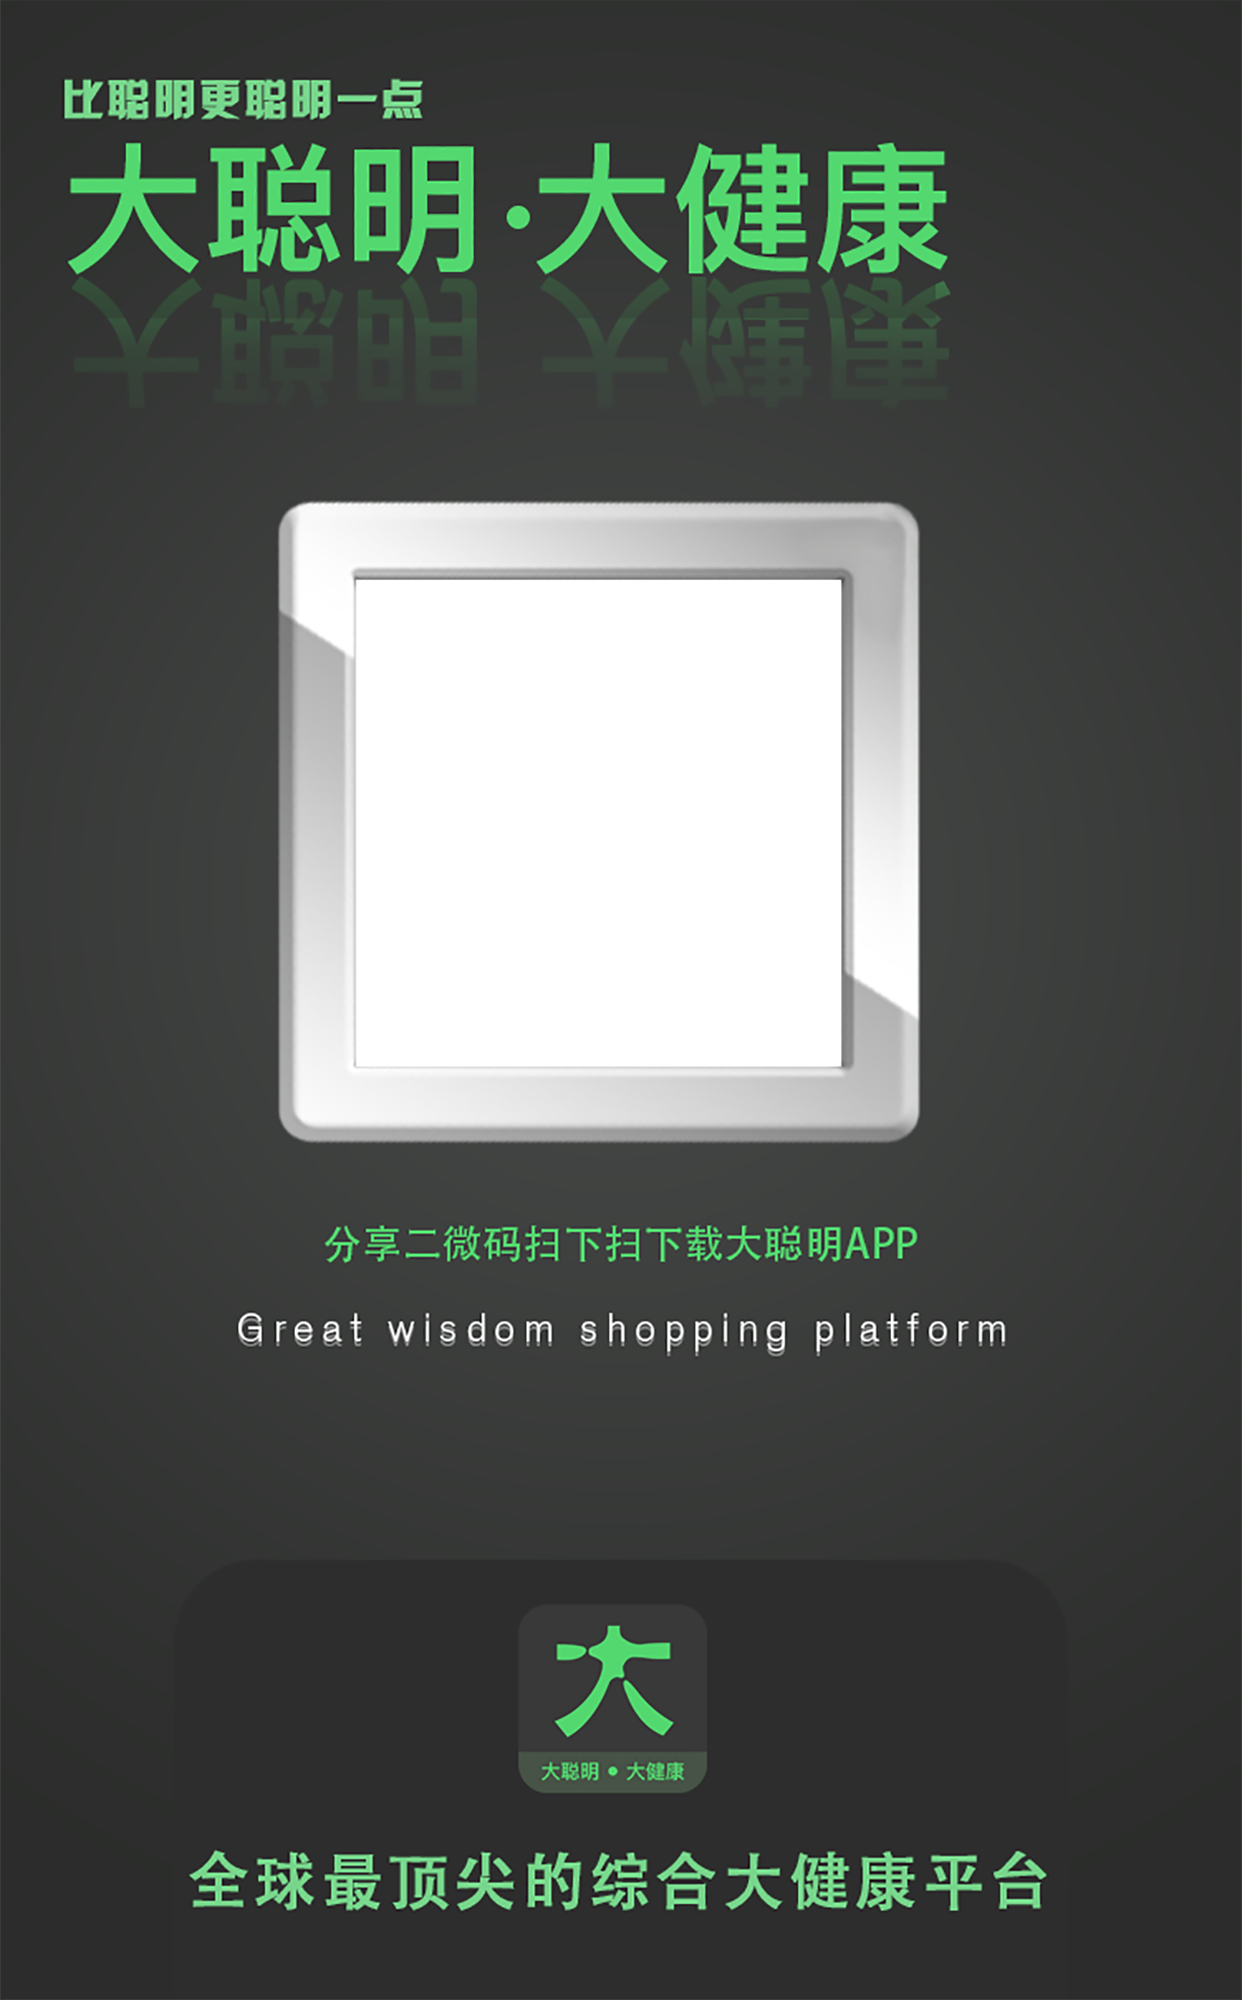 比聪明更聪明一点
大聪明·大健康
分享二微码扫下扫下载大聪明APP
Great wisdom shopping platform
大
大聪明•大健康
全球最顶尖的综合大健康平台